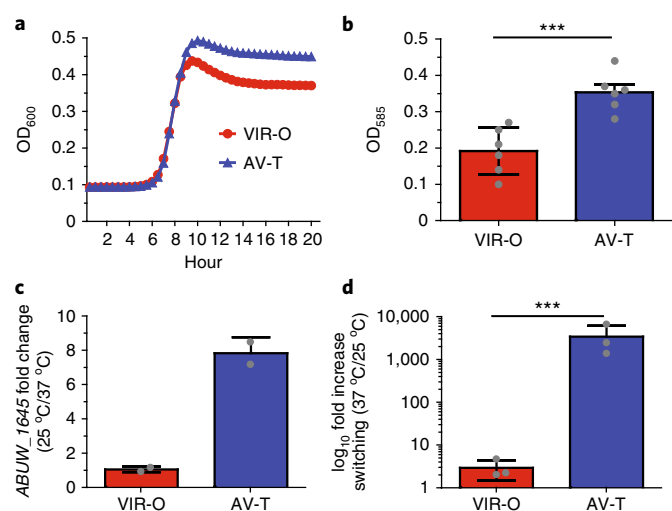 a
0.5
0.4
0.3
0.2
0.1
0
OD600
VIR-O
AV-T
2 4 6 8 10 12 14 16 18 20
Hour
b
***
0.5
0.4
0.3
0.2
0.1
0
OD585
VIR-O AV-T
c
10
8
6
4
2
0
ABUW_1645 fold change
(25 °C/37 °C)
VIR-O AV-T
d
***
10,000
1,000
100
10
1
log10 fold increase
switching (37 °C/25 °C)
VIR-O AV-T